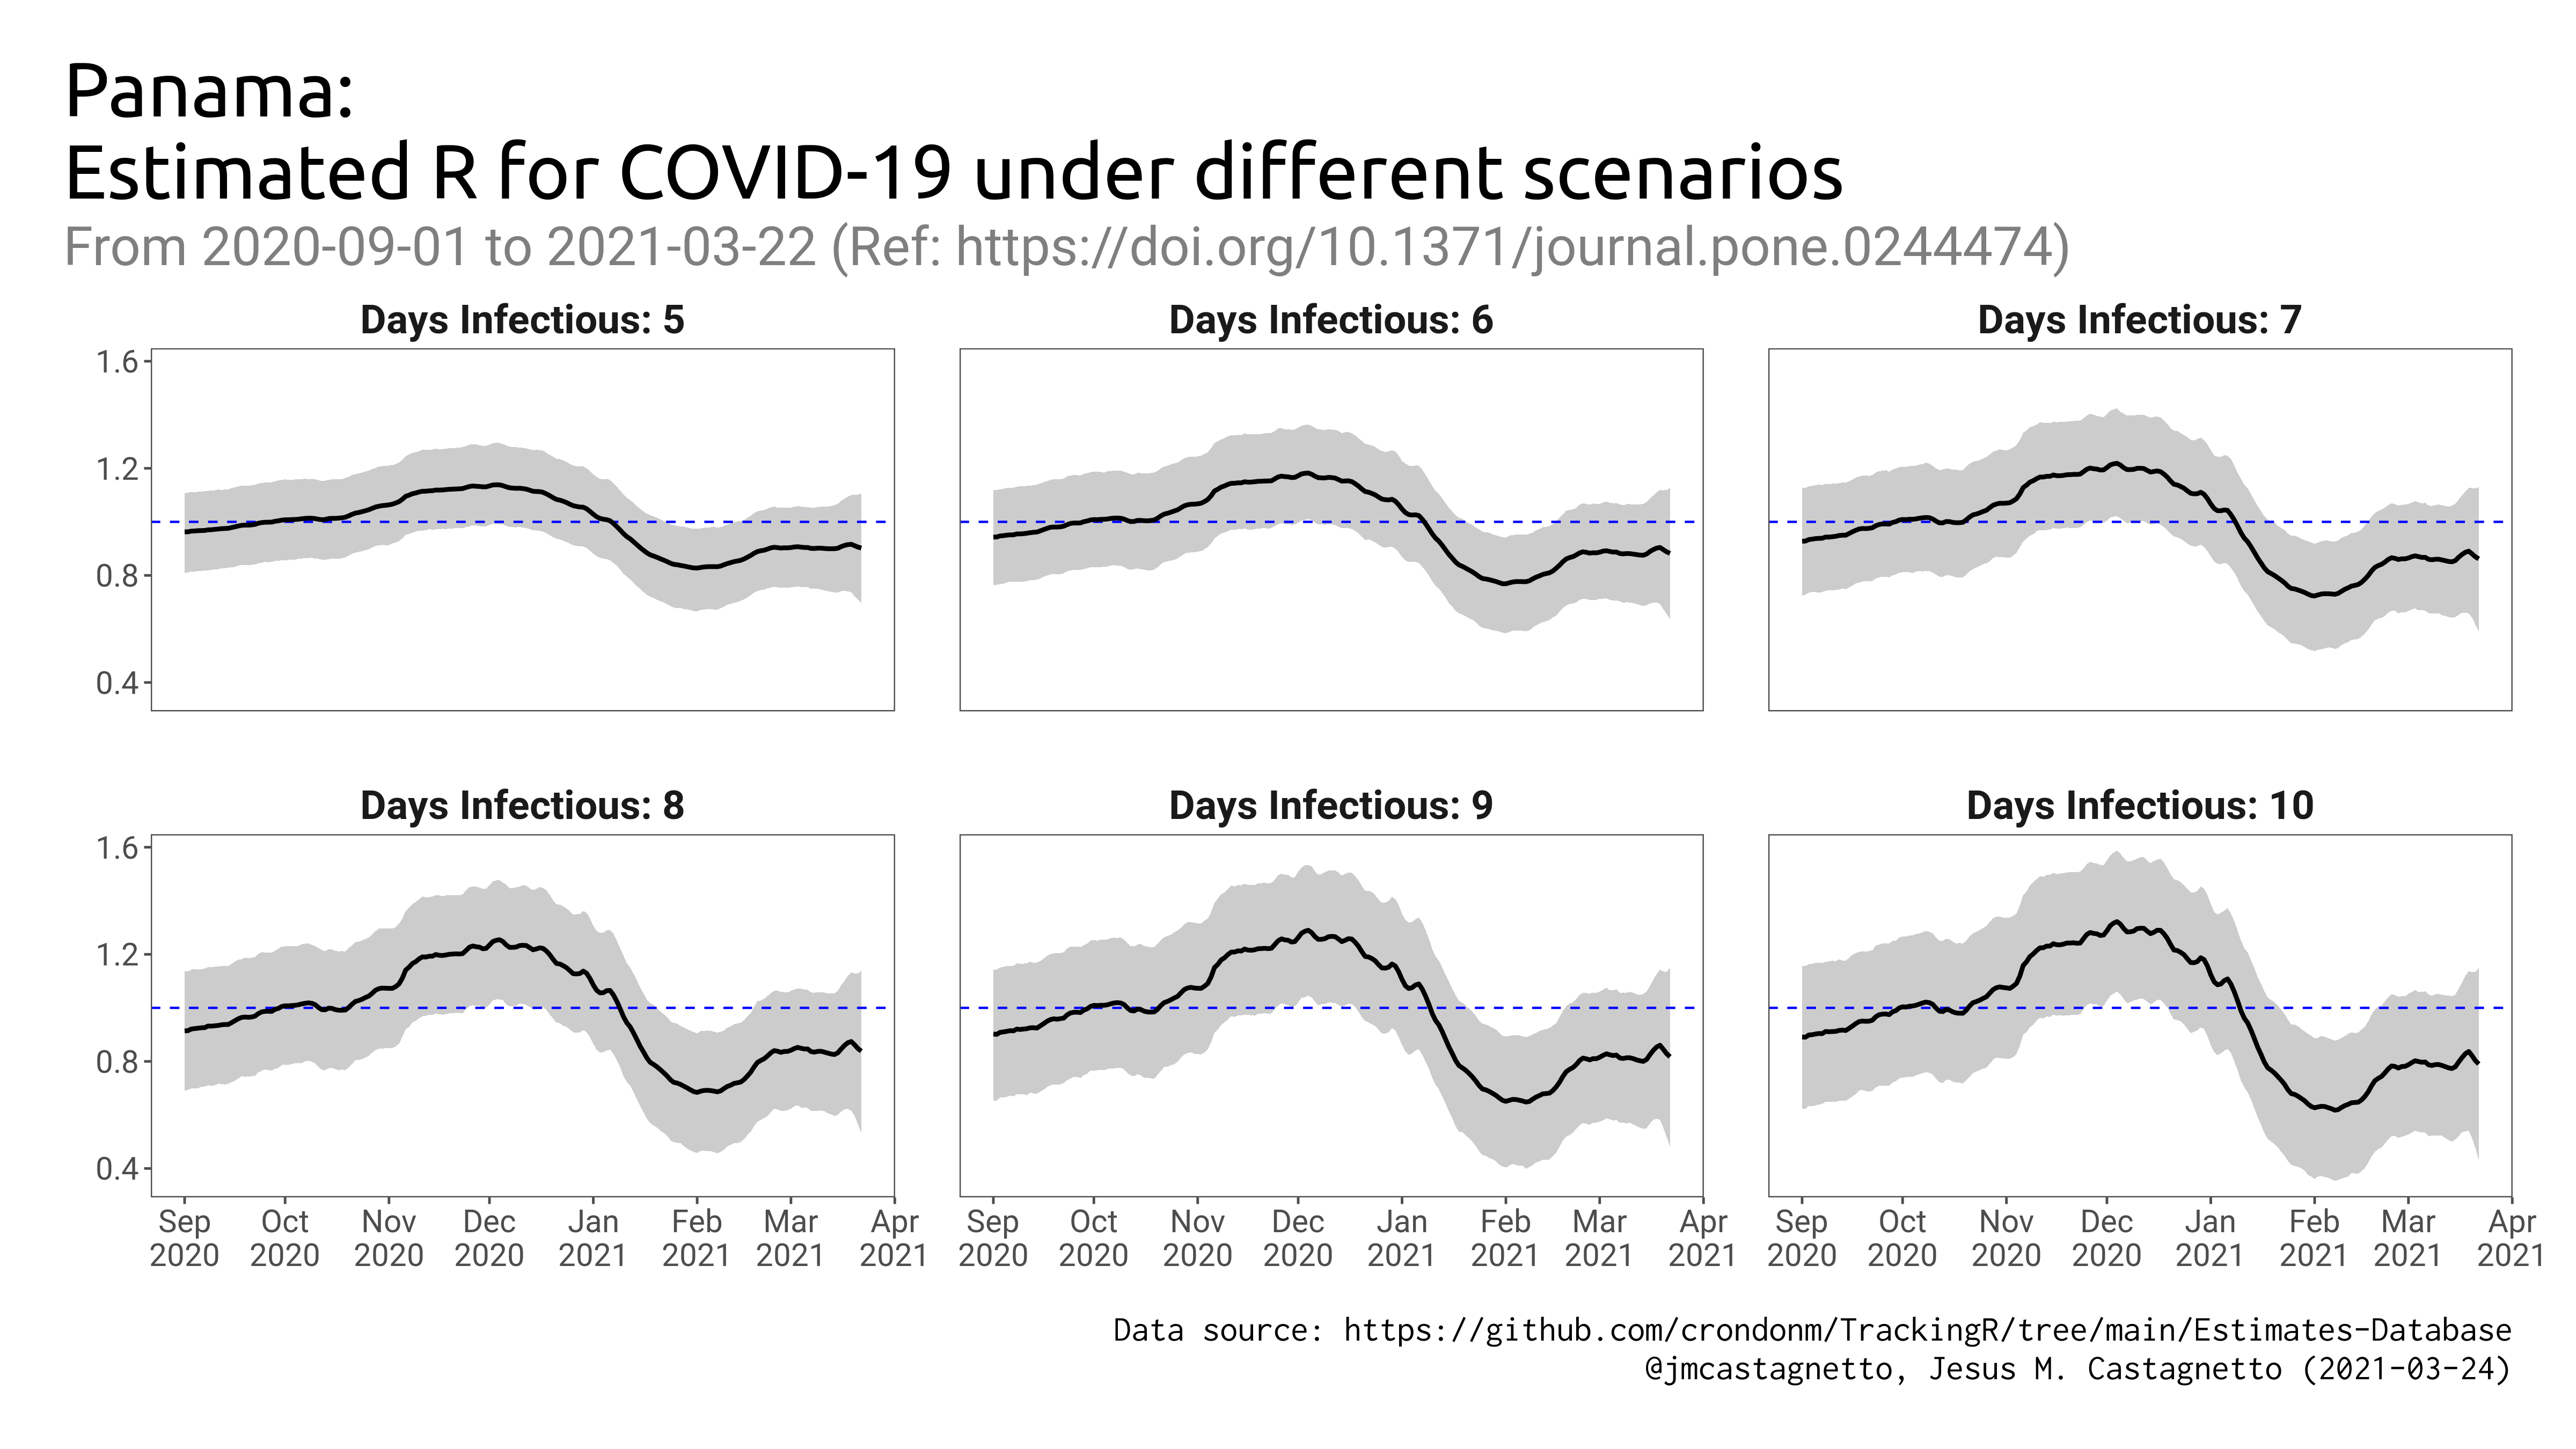 Panama:
Estimated R for COVID-19 under different scenarios
From 2020-09-01 to 2021-03-22 (Ref: https://doi.org/10.1371/journal.pone.0244474)
Days Infectious: 5
Days Infectious: 6
Days Infectious: 7
1.6
1.2
0.8
0.4
Days Infectious: 8
Days Infectious: 9
Days Infectious: 10
1.6
1.2
0.8
0.4
Sep Oct Nov Dec Jan Feb Mar Apr
2020 2020 2020 2020 2021 2021 2021 2021
Sep Oct Nov Dec Jan Feb Mar Apr
2020 2020 2020 2020 2021 2021 2021 2021
Sep Oct Nov Dec Jan Feb Mar Apr
2020 2020 2020 2020 2021 2021 2021 2021
Data source: https://github.com/crondonm/TrackingR/tree/main/Estimates-Database
@jmcastagnetto, Jesus M. Castagnetto (2021-03-24)